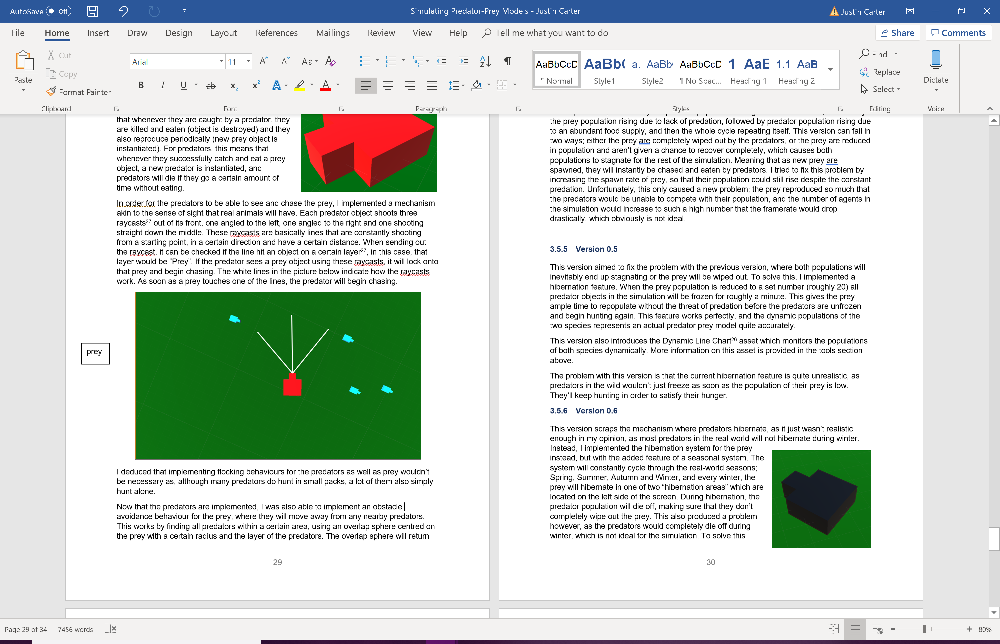 AutoSave Off
Simulating Predator-Prey Models - Justin Carter
Justin Carter
File Home Insert Draw Design Layout References Mailings Review View Help Tell me what you want to do
Share Comments
Paste
Cut
Copy
Format Painter
Clipboard
Arial 11
Font
Paragraph
AaBbCcD AaBb( a. AaBb AaBbCcD 1 AaE 1.1 AaB
¶ Normal Style1 Style2 ¶ No Spac... Heading 1 Heading 2
Styles
Find
Replace
Select
Editing
Dictate
Voice
that whenever they are caught by a predator, they
are killed and eaten (object is destroyed) and they
also reproduce periodically (new prey object is
instantiated). For predators, this means that
whenever they successfully catch and eat a prey
object, a new predator is instantiated, and
predators will die if they go a certain amount of
time without eating.
In order for the predators to be able to see and chase the prey, I implemented a mechanism
akin to the sense of sight that real animals will have. Each predator object shoots three
raycasts27 out of its front, one angled to the left, one angled to the right and one shooting
straight down the middle. These raycasts are basically lines that are constantly shooting
from a starting point, in a certain direction and have a certain distance. When sending out
the raycast, it can be checked if the line hit an object on a certain layer27, in this case, that
layer would be “Prey”. If the predator sees a prey object using these raycasts, it will lock onto
that prey and begin chasing. The white lines in the picture below indicate how the raycasts
work. As soon as a prey touches one of the lines, the predator will begin chasing.
prey
I deduced that implementing flocking behaviours for the predators as well as prey wouldn’t
be necessary as, although many predators do hunt in small packs, a lot of them also simply
hunt alone.
Now that the predators are implemented, I was also able to implement an obstacle
avoidance behaviour for the prey, where they will move away from any nearby predators.
This works by finding all predators within a certain area, using an overlap sphere centred on
the prey with a certain radius and the layer of the predators. The overlap sphere will return
29
the prey population rising due to lack of predation, followed by predator population rising due
to an abundant food supply, and then the whole cycle repeating itself. This version can fail in
two ways; either the prey are completely wiped out by the predators, or the prey are reduced
in population and aren’t given a chance to recover completely, which causes both
populations to stagnate for the rest of the simulation. Meaning that as new prey are
spawned, they will instantly be chased and eaten by predators. I tried to fix this problem by
increasing the spawn rate of prey, so that their population could still rise despite the constant
predation. Unfortunately, this only caused a new problem; the prey reproduced so much that
the predators would be unable to compete with their population, and the number of agents in
the simulation would increase to such a high number that the framerate would drop
drastically, which obviously is not ideal.
3.5.5 Version 0.5
This version aimed to fix the problem with the previous version, where both populations will
inevitably end up stagnating or the prey will be wiped out. To solve this, I implemented a
hibernation feature. When the prey population is reduced to a set number (roughly 20) all
predator objects in the simulation will be frozen for roughly a minute. This gives the prey
ample time to repopulate without the threat of predation before the predators are unfrozen
and begin hunting again. This feature works perfectly, and the dynamic populations of the
two species represents an actual predator prey model quite accurately.
This version also introduces the Dynamic Line Chart26 asset which monitors the populations
of both species dynamically. More information on this asset is provided in the tools section
above.
The problem with this version is that the current hibernation feature is quite unrealistic, as
predators in the wild wouldn’t just freeze as soon as the population of their prey is low.
They’ll keep hunting in order to satisfy their hunger.
3.5.6 Version 0.6
This version scraps the mechanism where predators hibernate, as it just wasn’t realistic
enough in my opinion, as most predators in the real world will not hibernate during winter.
Instead, I implemented the hibernation system for the prey
instead, but with the added feature of a seasonal system. The
system will constantly cycle through the real-world seasons;
Spring, Summer, Autumn and Winter, and every winter, the
prey will hibernate in one of two “hibernation areas” which are
located on the left side of the screen. During hibernation, the
predator population will die off, making sure that they don’t
completely wipe out the prey. This also produced a problem
however, as the predators would completely die off during
winter, which is not ideal for the simulation. To solve this
30
Page 29 of 34 7456 words
80%